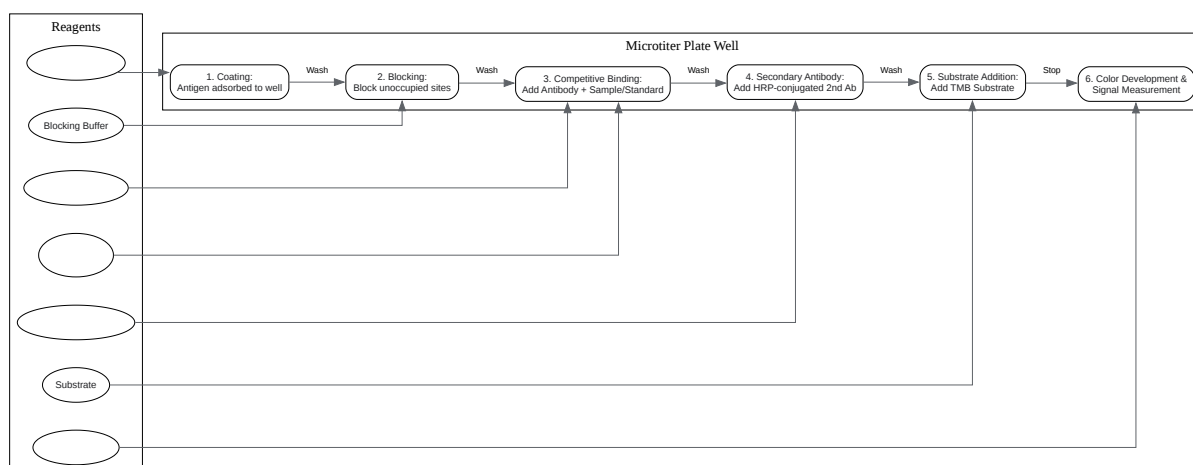 Reagents
Microtiter Plate Well
1. Coating:
Antigen adsorbed to well
Wash
2. Blocking:
Block unoccupied sites
Wash
3. Competitive Binding:
Add Antibody + Sample/Standard
Wash
4. Secondary Antibody:
Add HRP-conjugated 2nd Ab
Wash
5. Substrate Addition:
Add TMB Substrate
Stop
6. Color Development &
Signal Measurement
Blocking Buffer
Substrate